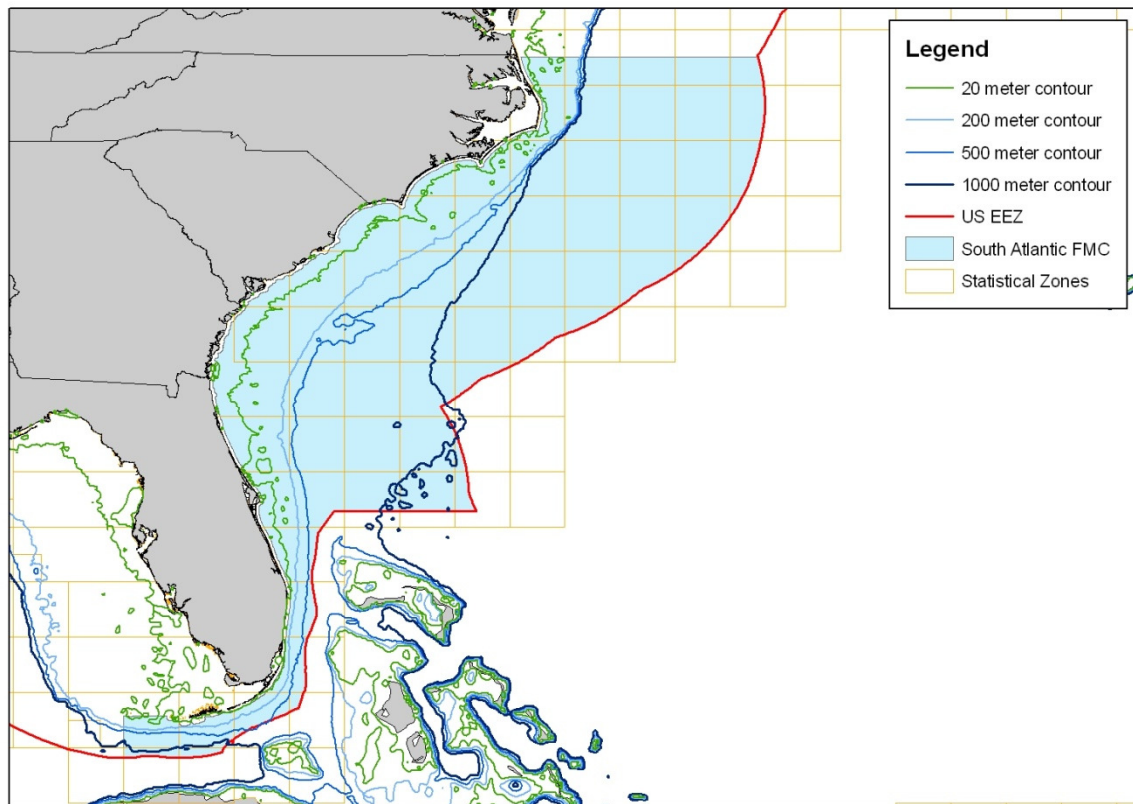 Legend
20 meter contour
200 meter contour
500 meter contour
1000 meter contour
US EEZ
South Atlantic FMC
Statistical Zones